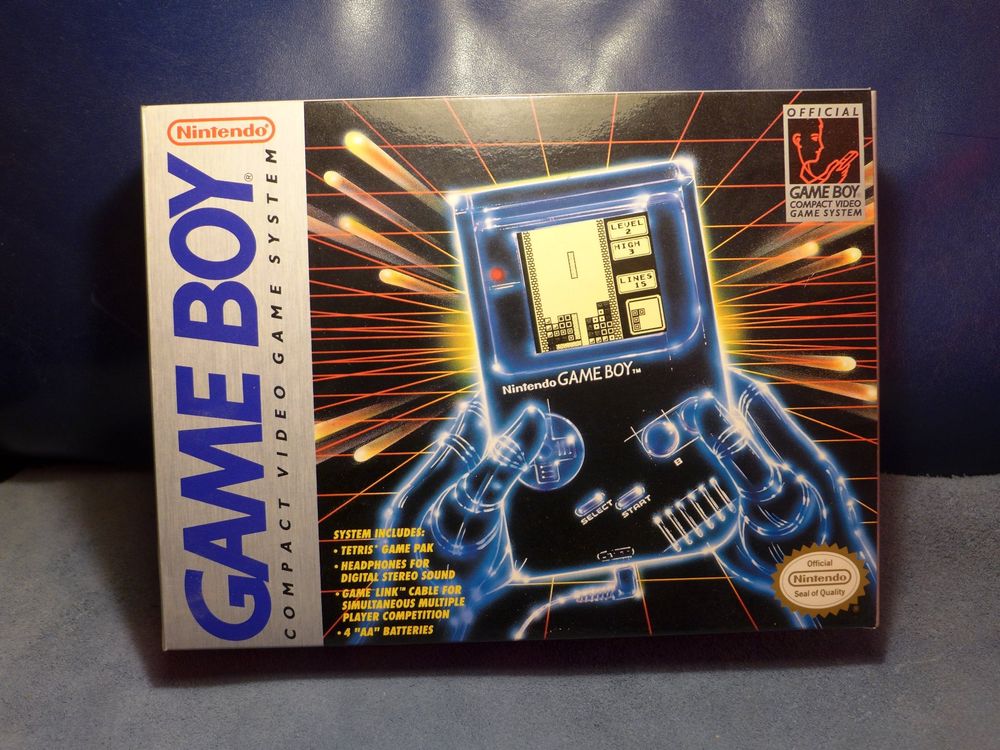 Nintendo
GAME BOY®
COMPACT VIDEO GAME SYSTEM
OFFICIAL
GAME BOY
COMPACT VIDEO
GAME SYSTEM
LEVEL
2
HIGH
3
LINES
15
Nintendo GAME BOY™
B
SELECT
START
SYSTEM INCLUDES:
• TETRIS® GAME PAK
• HEADPHONES FOR
DIGITAL STEREO SOUND
• GAME LINK™ CABLE FOR
SIMULTANEOUS MULTIPLE
PLAYER COMPETITION
• 4 "AA" BATTERIES
Official
Nintendo
Seal of Quality